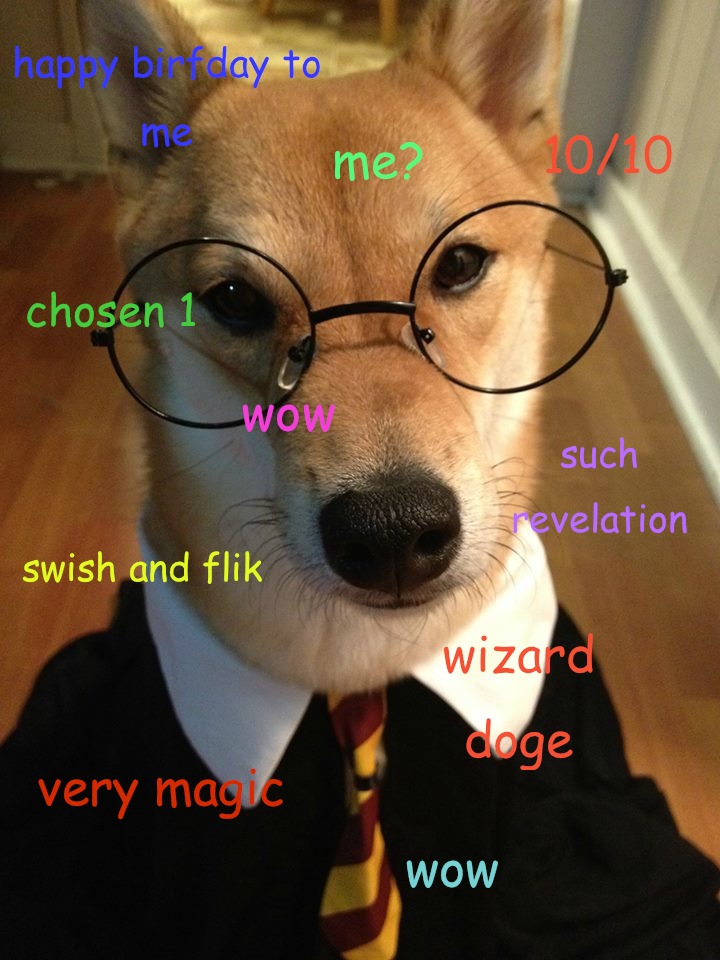 happy birfday to
me
me?
10/10
chosen 1
wow
such
revelation
swish and flik
wizard
doge
very magic
wow